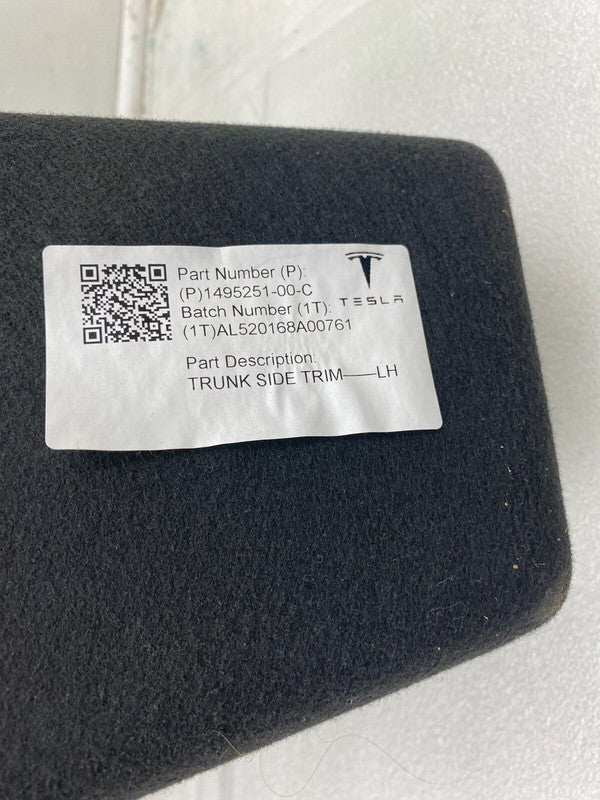 Part Number (P):
(P)1495251-00-C
Batch Number (1T):
(1T)AL520168A00761
TESLA
Part Description:
TRUNK SIDE TRIM——LH